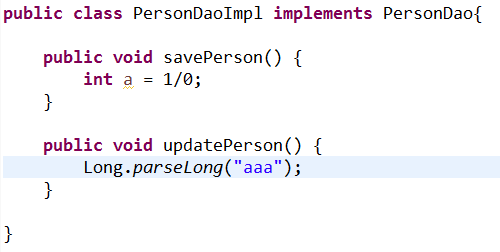 public class PersonDaoImpl implements PersonDao{
public void savePerson() {
int a = 1/0;
}
public void updatePerson() {
Long.parseLong("aaa");
}
}